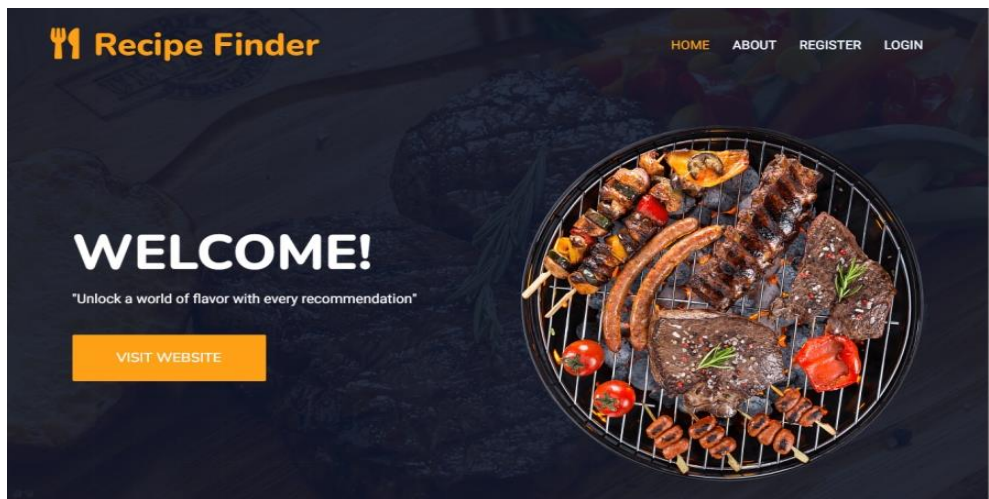 Recipe Finder
HOME ABOUT REGISTER LOGIN
WELCOME!
"Unlock a world of flavor with every recommendation"
VISIT WEBSITE